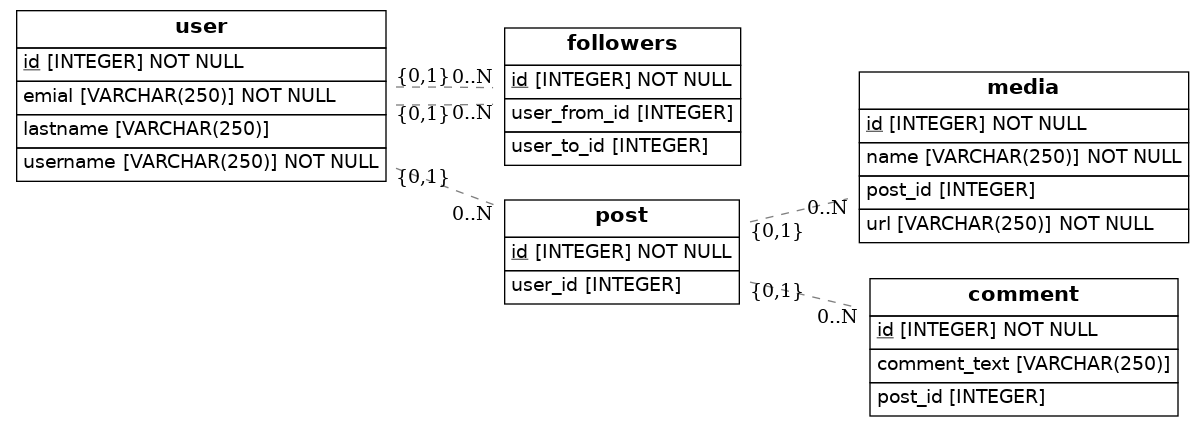 user
id [INTEGER] NOT NULL
emial [VARCHAR(250)] NOT NULL
lastname [VARCHAR(250)]
username [VARCHAR(250)] NOT NULL
{0,1} 0..N
{0,1} 0..N
{0,1}
0..N
followers
id [INTEGER] NOT NULL
user_from_id [INTEGER]
user_to_id [INTEGER]
post
id [INTEGER] NOT NULL
user_id [INTEGER]
0..N
{0,1}
{0,1}
0..N
media
id [INTEGER] NOT NULL
name [VARCHAR(250)] NOT NULL
post_id [INTEGER]
url [VARCHAR(250)] NOT NULL
comment
id [INTEGER] NOT NULL
comment_text [VARCHAR(250)]
post_id [INTEGER]